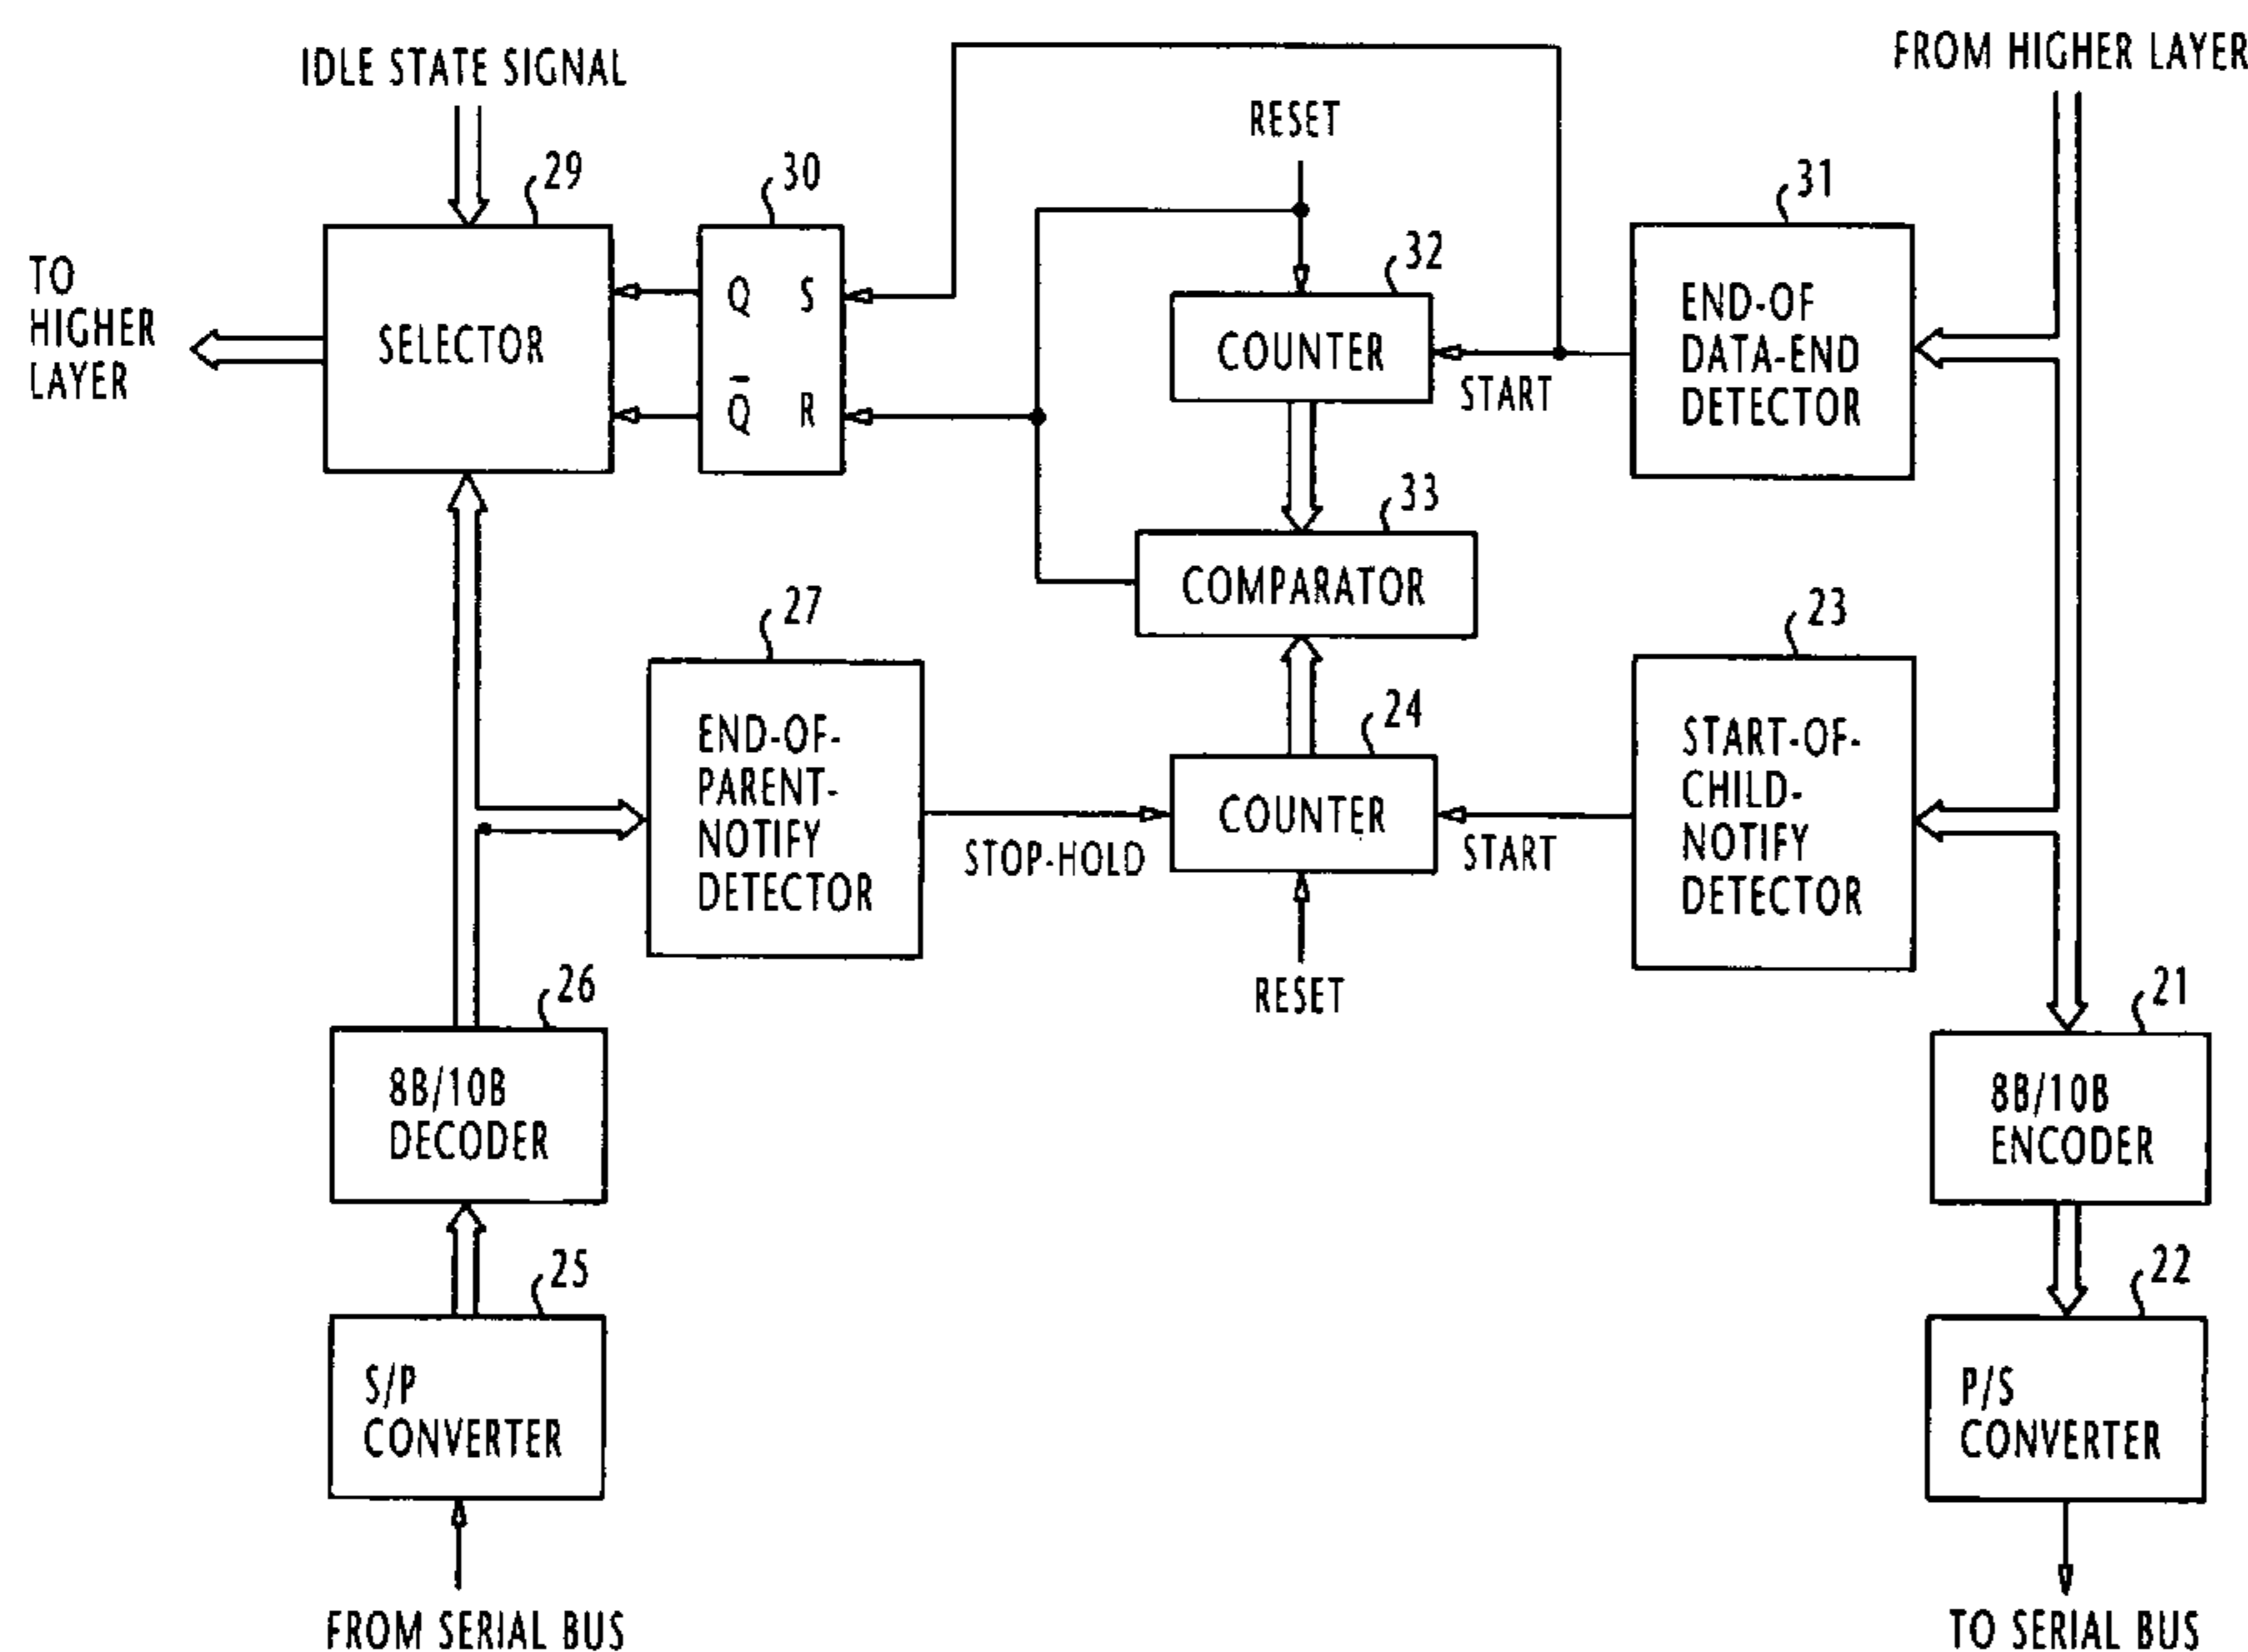 IDLE STATE SIGNAL
FROM HIGHER LAYER
RESET
29
30
31
32
TO
HIGHER
LAYER
SELECTOR
Q S
Q̅ R
COUNTER
START
END-OF
DATA-END
DETECTOR
33
COMPARATOR
27
23
24
END-OF-
PARENT-
NOTIFY
DETECTOR
STOP-HOLD
COUNTER
START
START-OF-
CHILD-
NOTIFY
DETECTOR
RESET
26
21
8B/10B
DECODER
8B/10B
ENCODER
25
22
S/P
CONVERTER
P/S
CONVERTER
FROM SERIAL BUS
TO SERIAL BUS